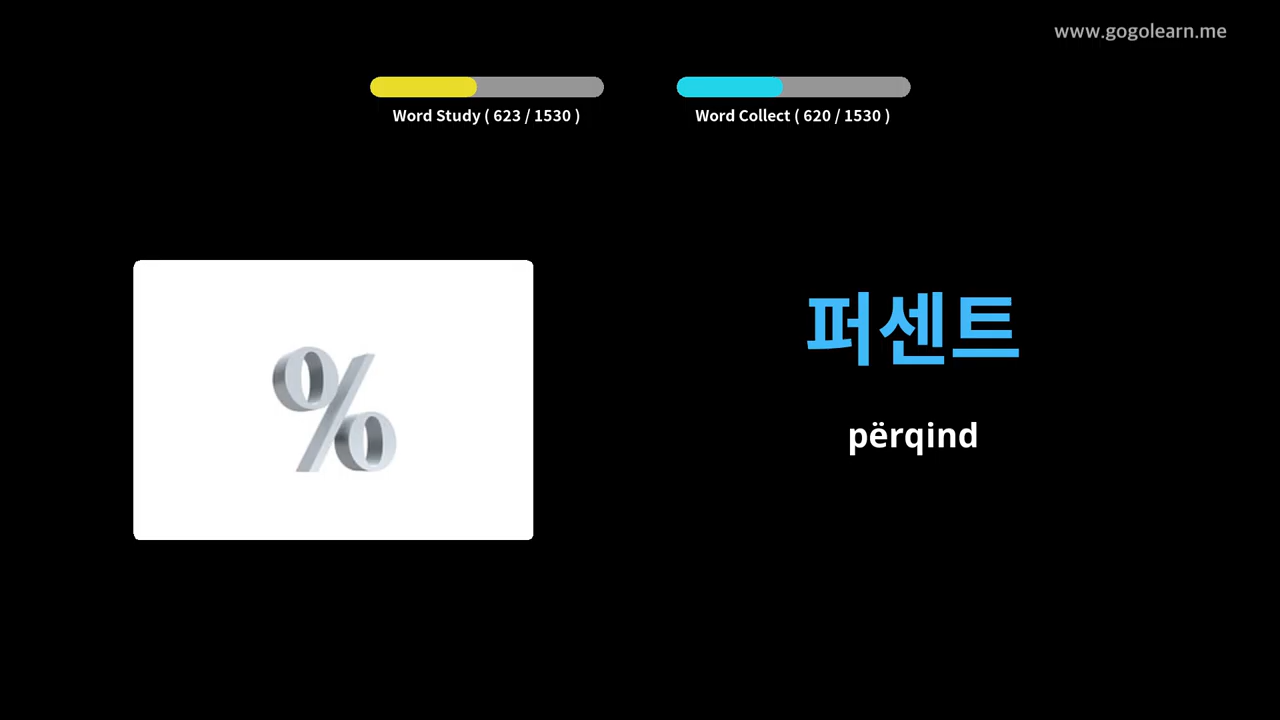 www.gogolearn.me
Word Study ( 623 / 1530 )
Word Collect ( 620 / 1530 )
%
퍼센트
përqind